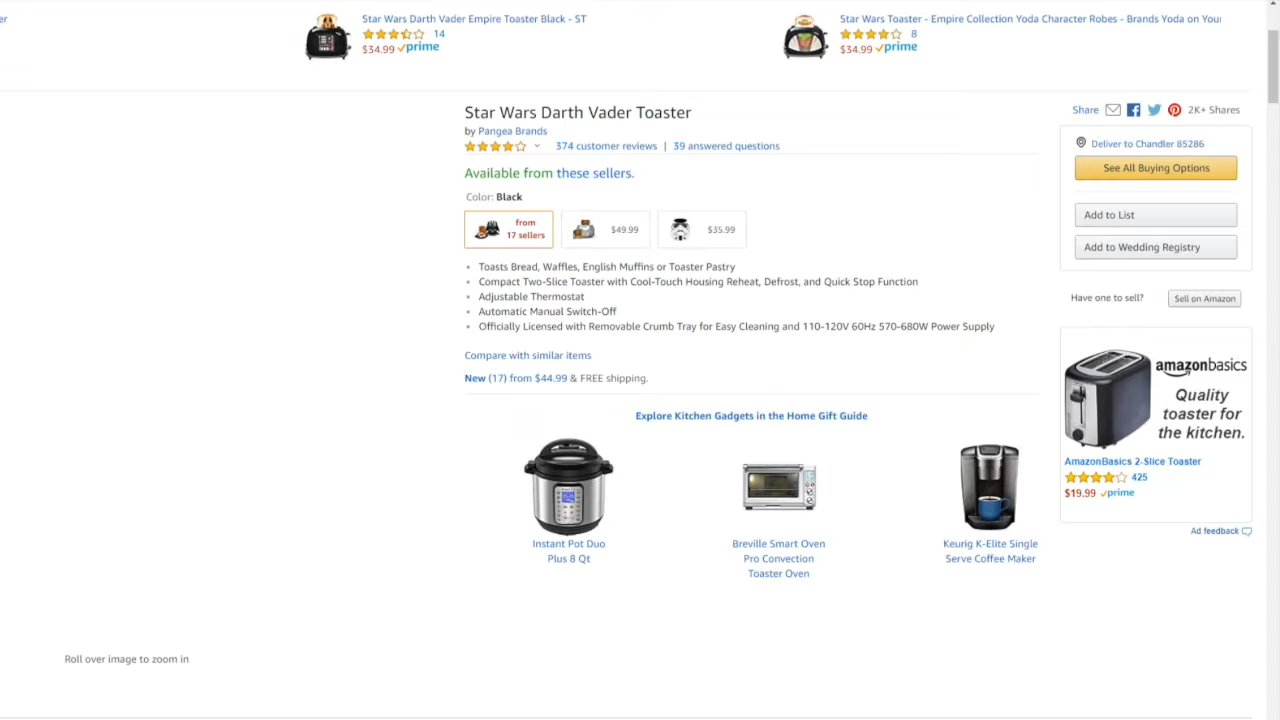 er
Star Wars Darth Vader Empire Toaster Black - ST
14
$34.99 prime
Star Wars Toaster - Empire Collection Yoda Character Robes - Brands Yoda on Your
8
$34.99 prime
Star Wars Darth Vader Toaster
by Pangea Brands
374 customer reviews | 39 answered questions
Available from these sellers.
Color: Black
from
17 sellers
$49.99
$35.99
Toasts Bread, Waffles, English Muffins or Toaster Pastry
Compact Two-Slice Toaster with Cool-Touch Housing Reheat, Defrost, and Quick Stop Function
Adjustable Thermostat
Automatic Manual Switch-Off
Officially Licensed with Removable Crumb Tray for Easy Cleaning and 110-120V 60Hz 570-680W Power Supply
Compare with similar items
New (17) from $44.99 & FREE shipping.
Explore Kitchen Gadgets in the Home Gift Guide
Instant Pot Duo
Plus 8 Qt
Breville Smart Oven
Pro Convection
Toaster Oven
Keurig K-Elite Single
Serve Coffee Maker
Roll over image to zoom in
Share
2K+ Shares
Deliver to Chandler 85286
See All Buying Options
Add to List
Add to Wedding Registry
Have one to sell?
Sell on Amazon
amazonbasics
Quality
toaster for
the kitchen.
AmazonBasics 2-Slice Toaster
425
$19.99 prime
Ad feedback